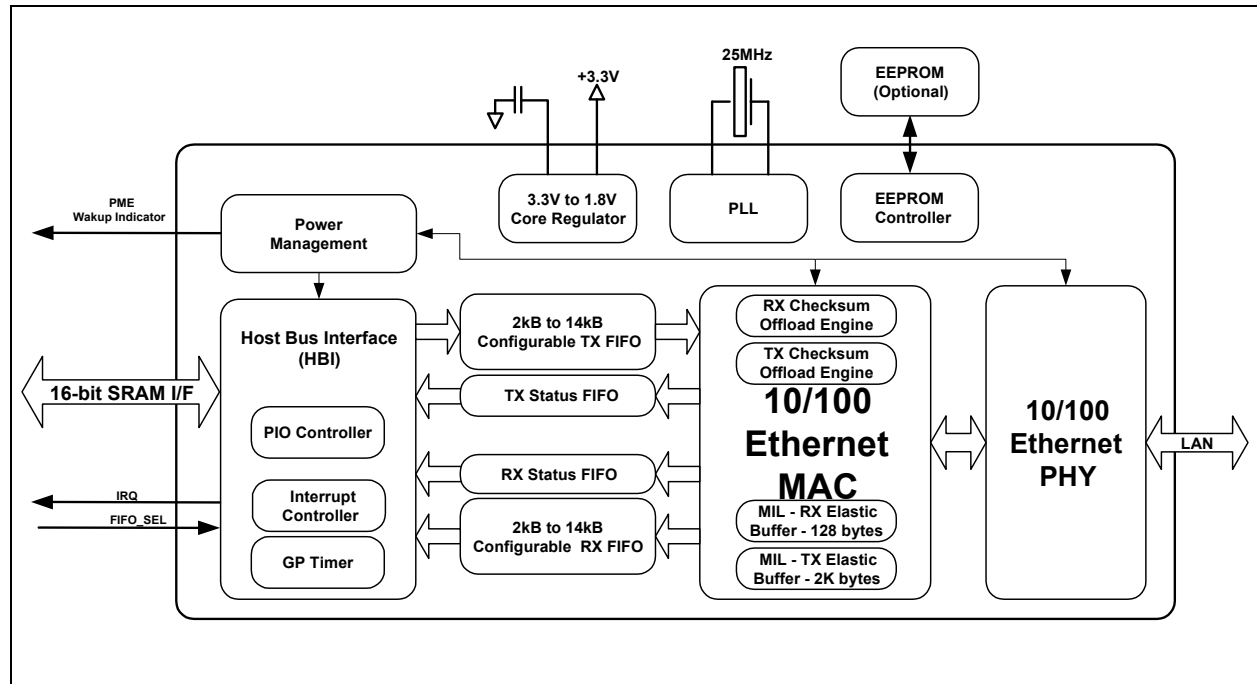 25MHz
+3.3V
EEPROM
(Optional)
3.3V to 1.8V
Core Regulator
PLL
EEPROM
Controller
PME
Wakup Indicator
Power
Management
Host Bus Interface
(HBI)
2kB to 14kB
Configurable TX FIFO
RX Checksum
Offload Engine
TX Checksum
Offload Engine
16-bit SRAM I/F
TX Status FIFO
10/100
Ethernet
MAC
10/100
Ethernet
PHY
LAN
PIO Controller
RX Status FIFO
IRQ
FIFO_SEL
Interrupt
Controller
GP Timer
2kB to 14kB
Configurable RX FIFO
MIL - RX Elastic
Buffer - 128 bytes
MIL - TX Elastic
Buffer - 2K bytes